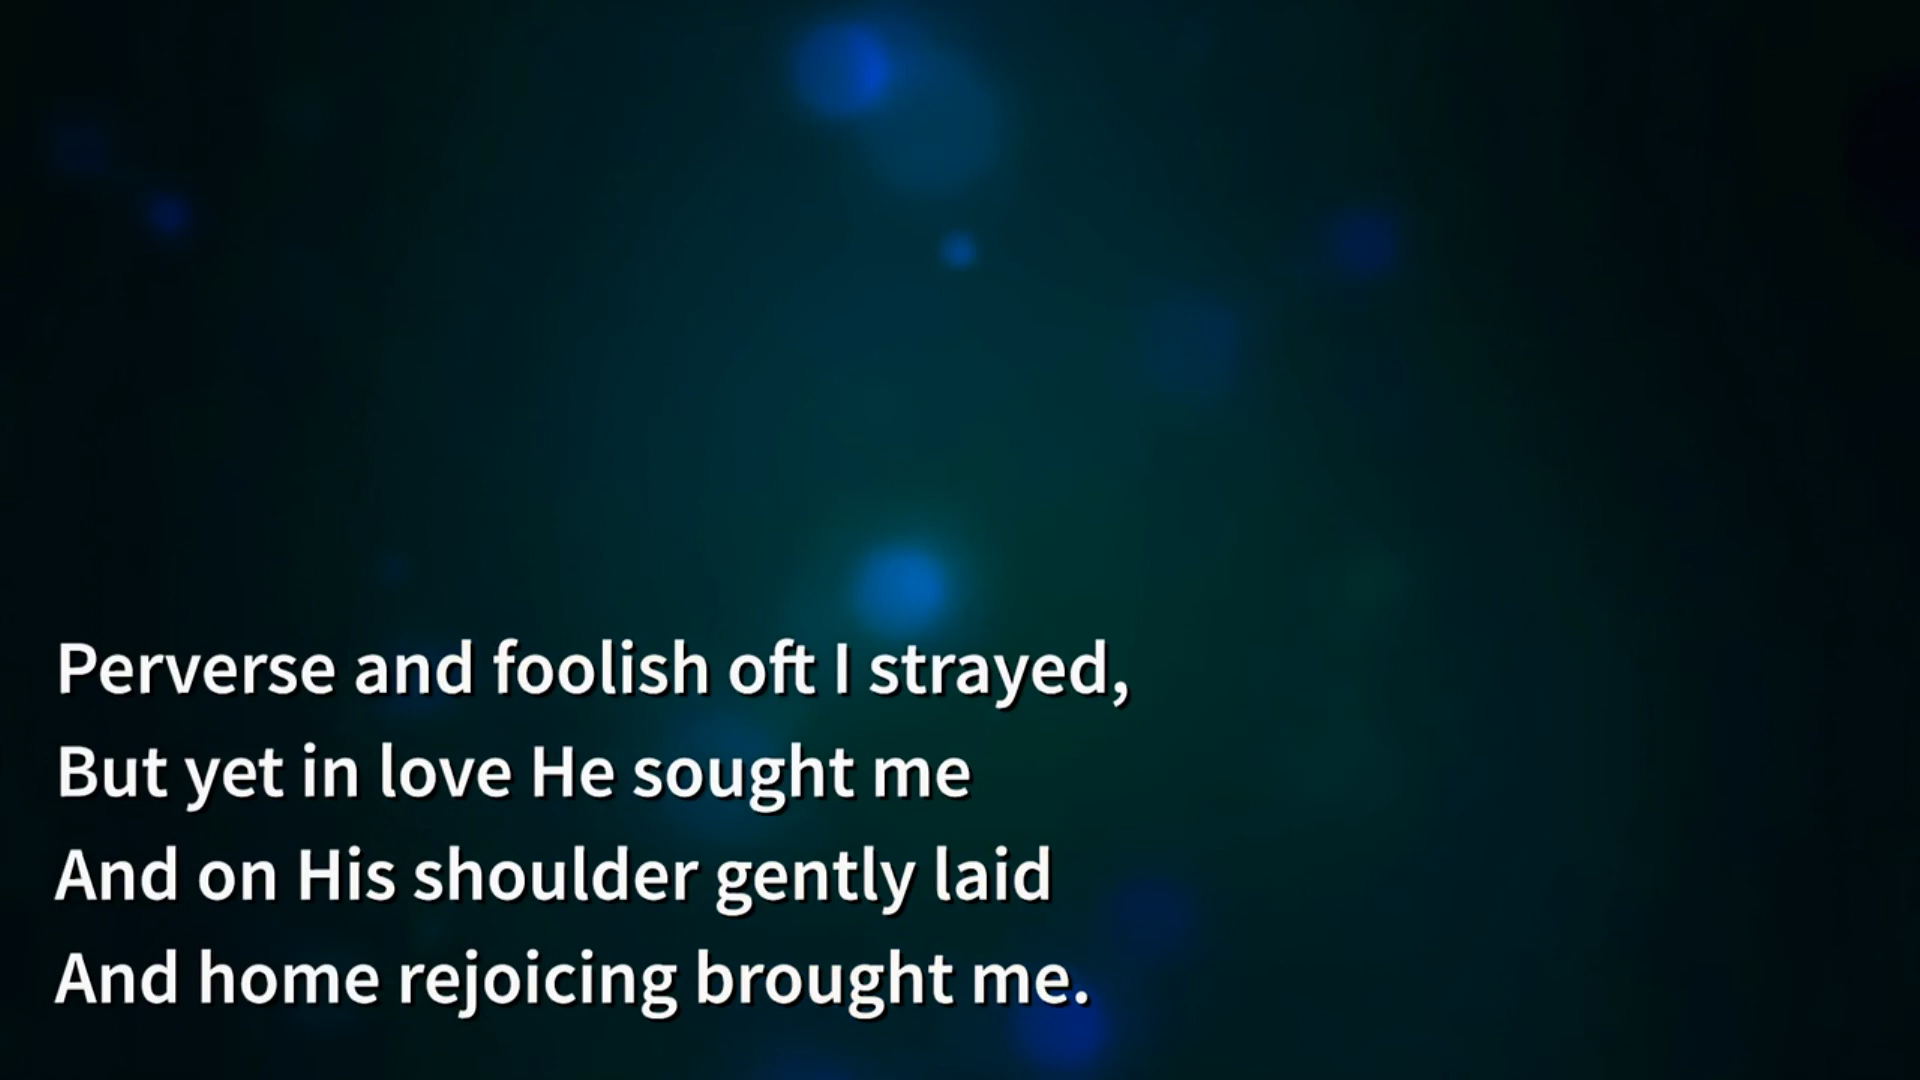 Perverse and foolish oft I strayed,
But yet in love He sought me
And on His shoulder gently laid
And home rejoicing brought me.